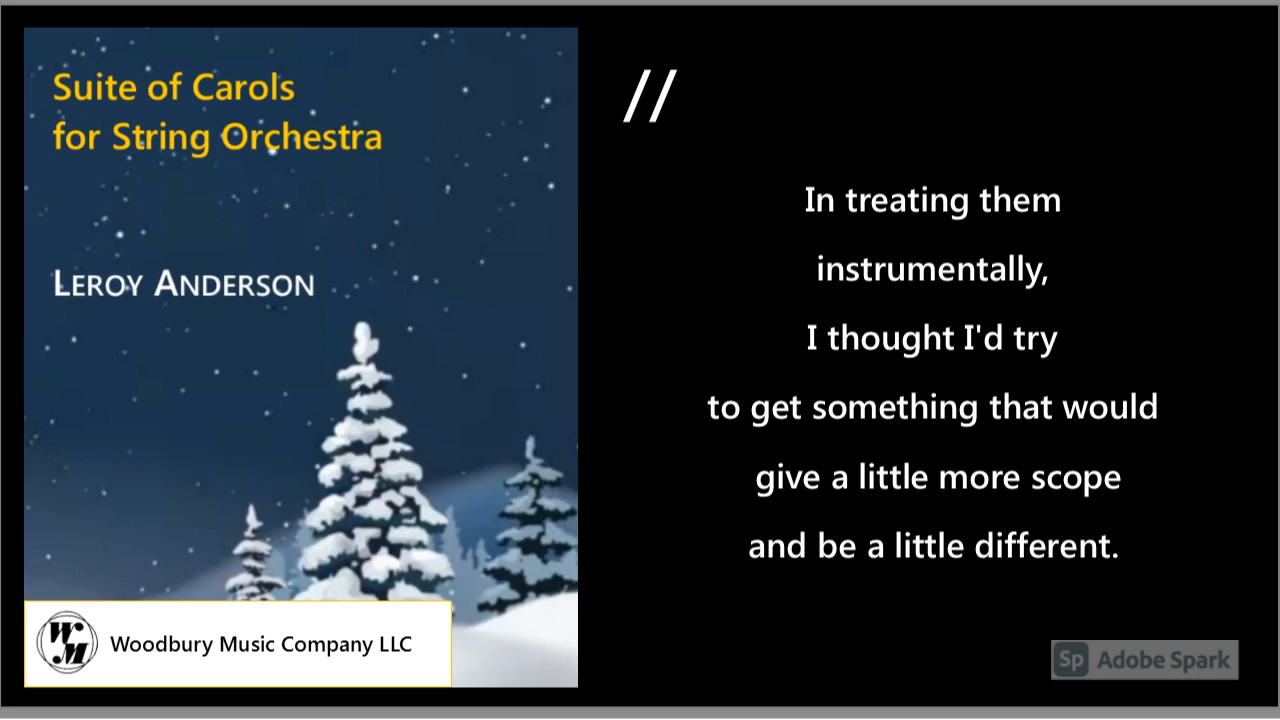 Suite of Carols
for String Orchestra
LEROY ANDERSON
WM
Woodbury Music Company LLC
//
In treating them
instrumentally,
I thought I'd try
to get something that would
give a little more scope
and be a little different.
Sp Adobe Spark